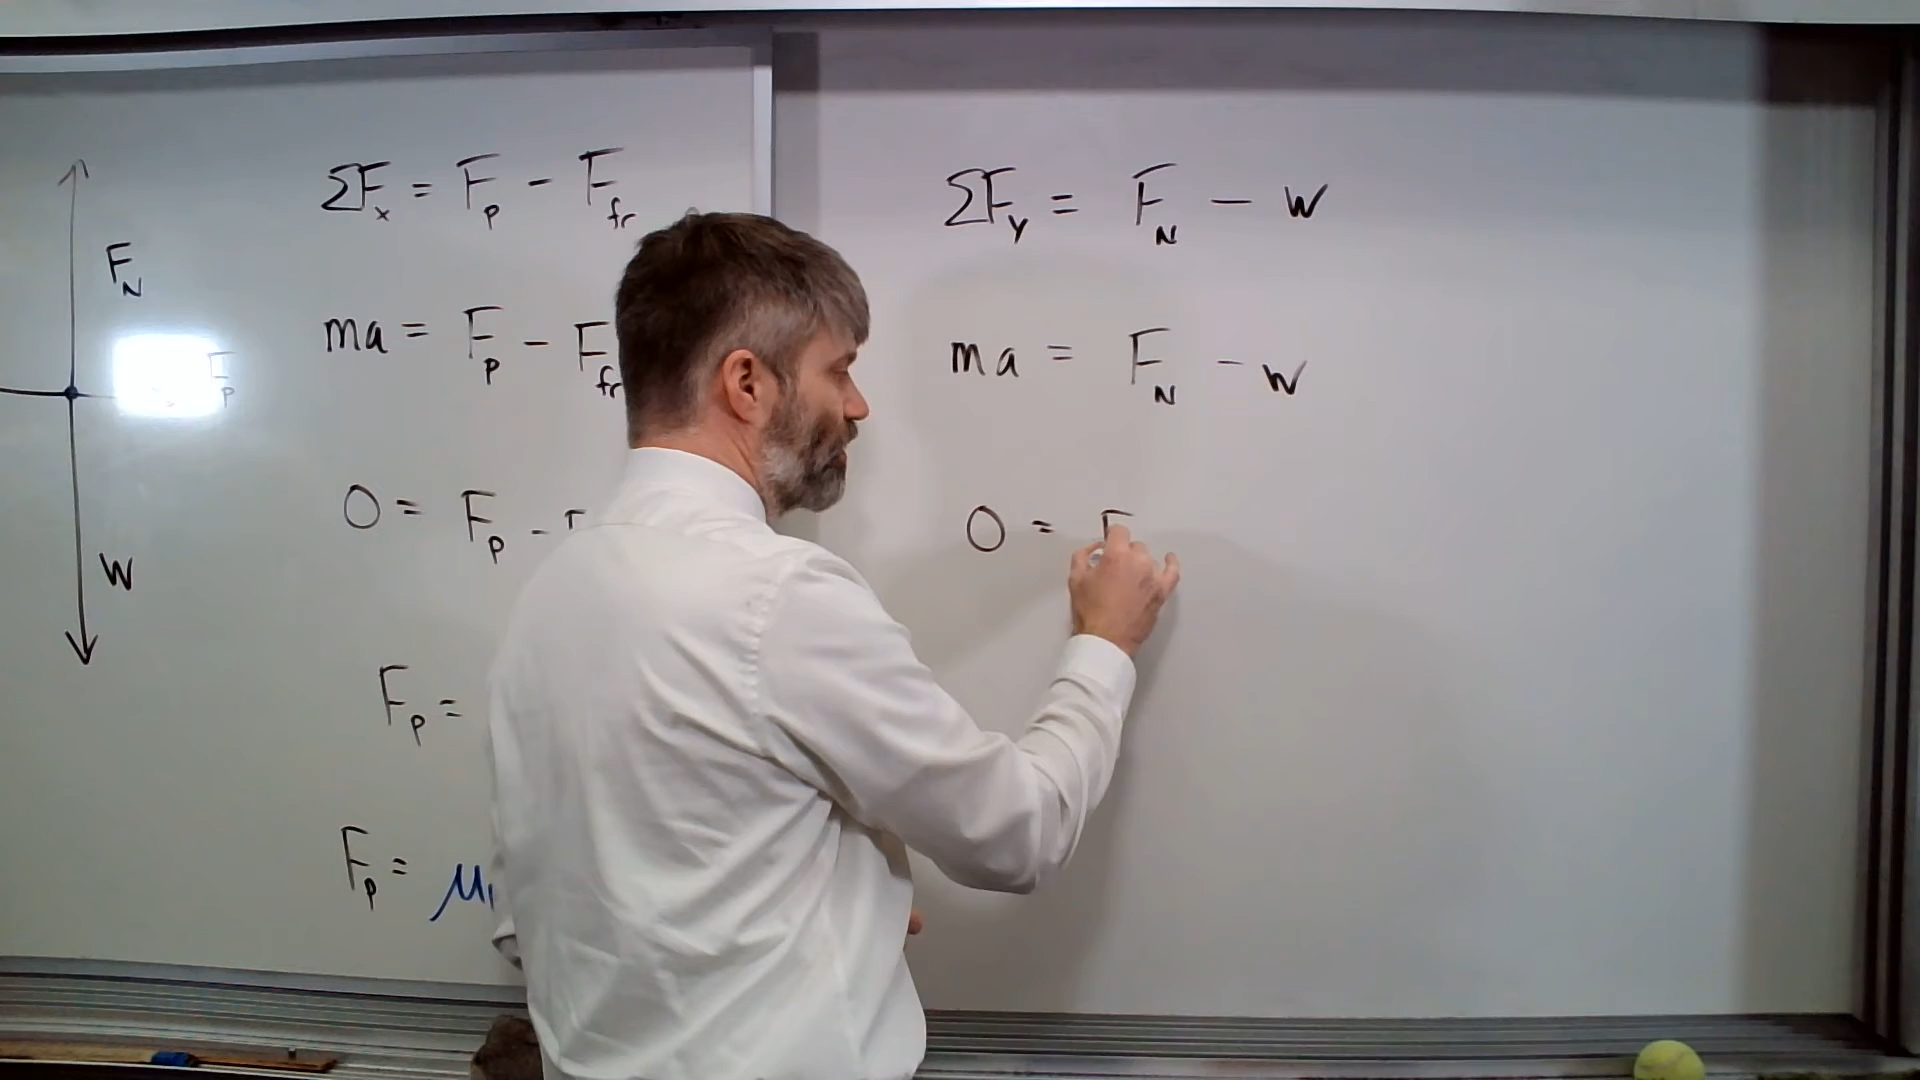 F_N
F_p
W
ΣF_x = F_p - F_fr
ma = F_p - F_fr
0 = F_p - F
F_p =
F_p = μ
ΣF_y = F_N - W
ma = F_N - W
0 = F